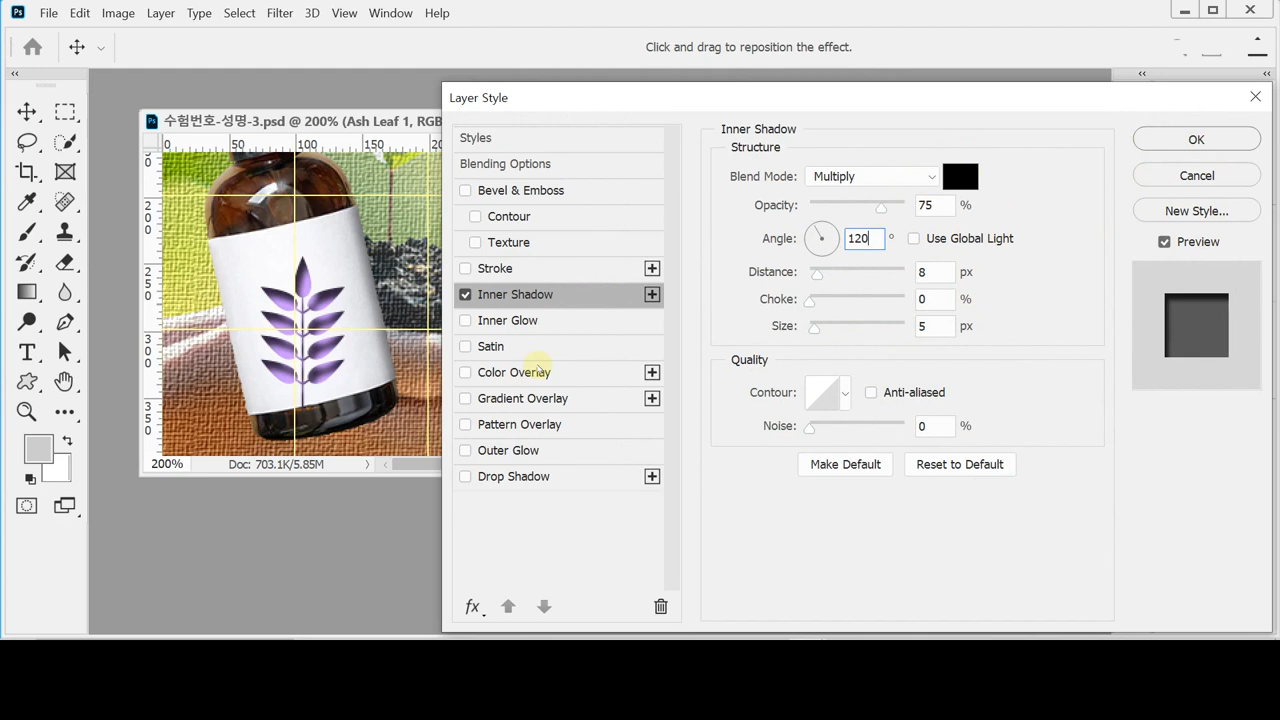 Ps File Edit Image Layer Type Select Filter 3D View Window Help
Click and drag to reposition the effect.
Layer Style
Ps 수험번호-성명-3.psd @ 200% (Ash Leaf 1, RGB
0 50 100 150 2
0
200
250
300
350
200% Doc: 703.1K/5.85M
Styles
Blending Options
Bevel & Emboss
Contour
Texture
Stroke
Inner Shadow
Inner Glow
Satin
Color Overlay
Gradient Overlay
Pattern Overlay
Outer Glow
Drop Shadow
fx
Inner Shadow
Structure
Blend Mode: Multiply
Opacity: 75 %
Angle: 120 ° Use Global Light
Distance: 8 px
Choke: 0 %
Size: 5 px
Quality
Contour: Anti-aliased
Noise: 0 %
Make Default Reset to Default
OK
Cancel
New Style...
Preview